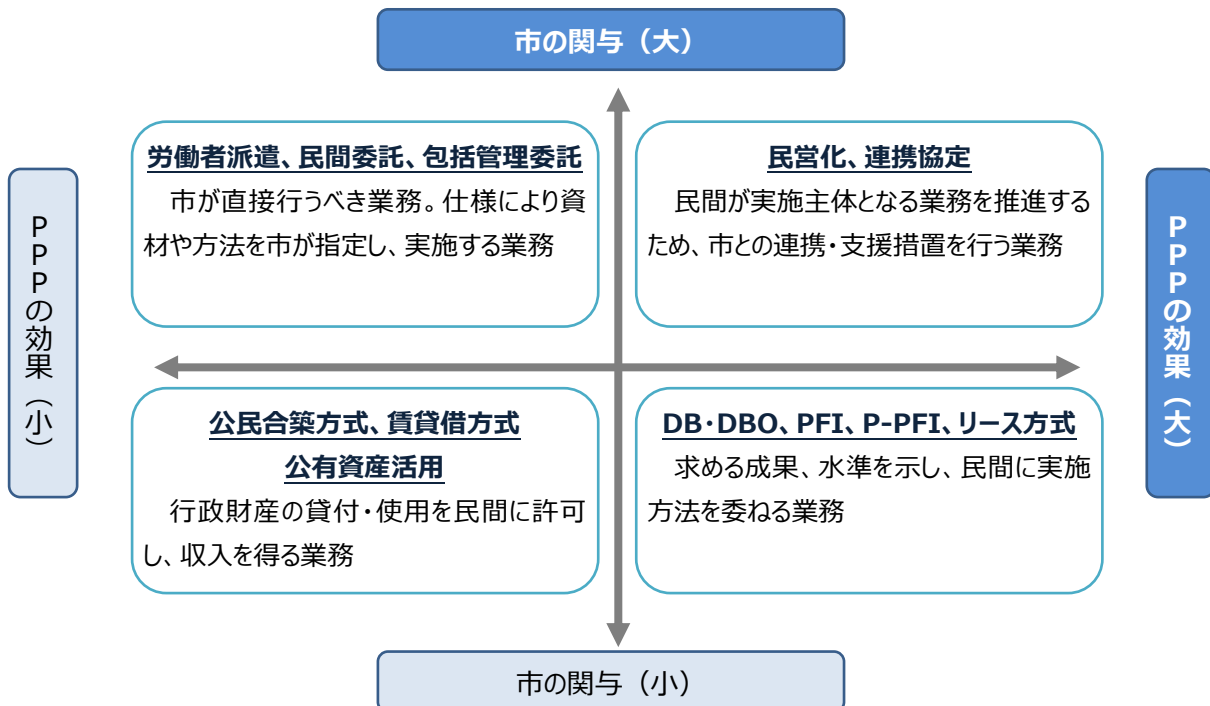 市の関与（大）
労働者派遣、民間委託、包括管理委託
市が直接行うべき業務。仕様により資
材や方法を市が指定し、実施する業務
民営化、連携協定
民間が実施主体となる業務を推進する
ため、市との連携・支援措置を行う業務
PPPの効果（小）
PPPの効果（大）
公民合築方式、賃貸借方式
公有資産活用
行政財産の貸付・使用を民間に許可
し、収入を得る業務
DB・DBO、PFI、P-PFI、リース方式
求める成果、水準を示し、民間に実施
方法を委ねる業務
市の関与（小）